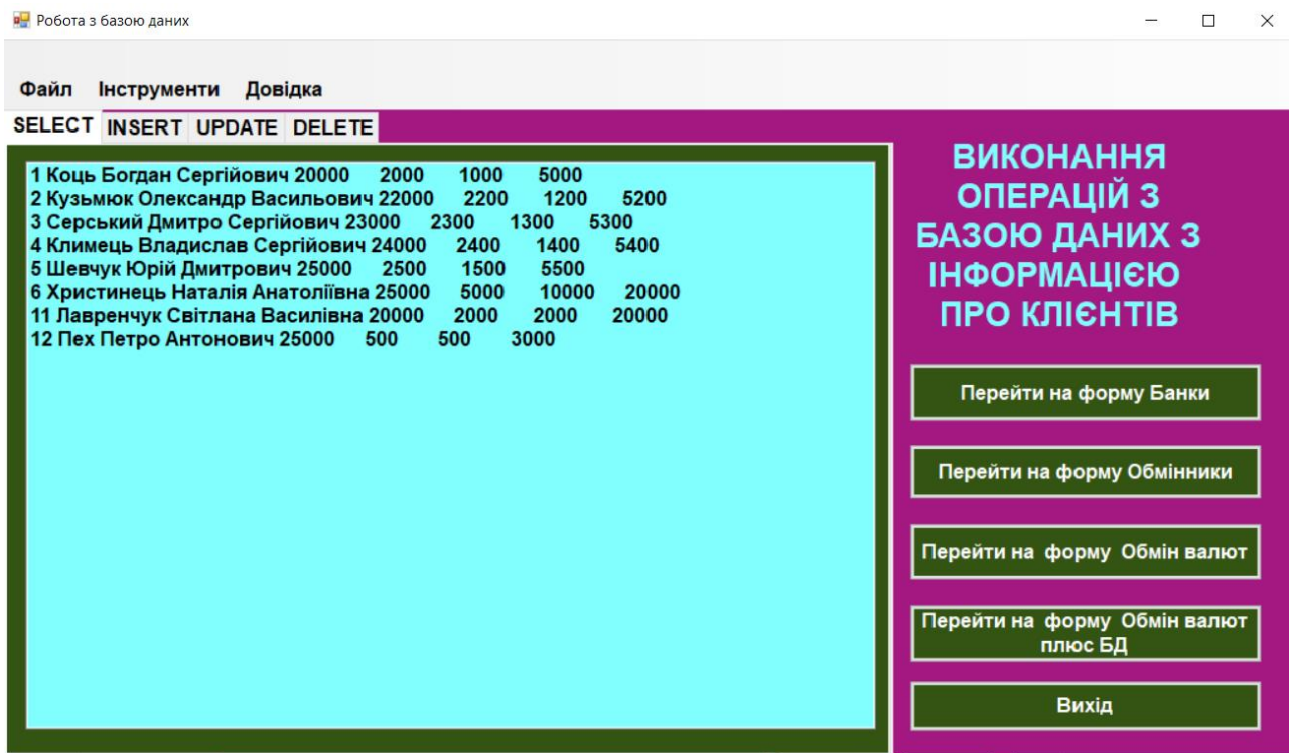 Робота з базою даних
Файл Інструменти Довідка
SELECT INSERT UPDATE DELETE
1 Коць Богдан Сергійович 20000 2000 1000 5000
2 Кузьмюк Олександр Васильович 22000 2200 1200 5200
3 Серський Дмитро Сергійович 23000 2300 1300 5300
4 Климець Владислав Сергійович 24000 2400 1400 5400
5 Шевчук Юрій Дмитрович 25000 2500 1500 5500
6 Христинець Наталія Анатоліївна 25000 5000 10000 20000
11 Лавренчук Світлана Василівна 20000 2000 2000 20000
12 Пех Петро Антонович 25000 500 500 3000
ВИКОНАННЯ
ОПЕРАЦІЙ З
БАЗОЮ ДАНИХ З
ІНФОРМАЦІЄЮ
ПРО КЛІЄНТІВ
Перейти на форму Банки
Перейти на форму Обмінники
Перейти на форму Обмін валют
Перейти на форму Обмін валют
плюс БД
Вихід